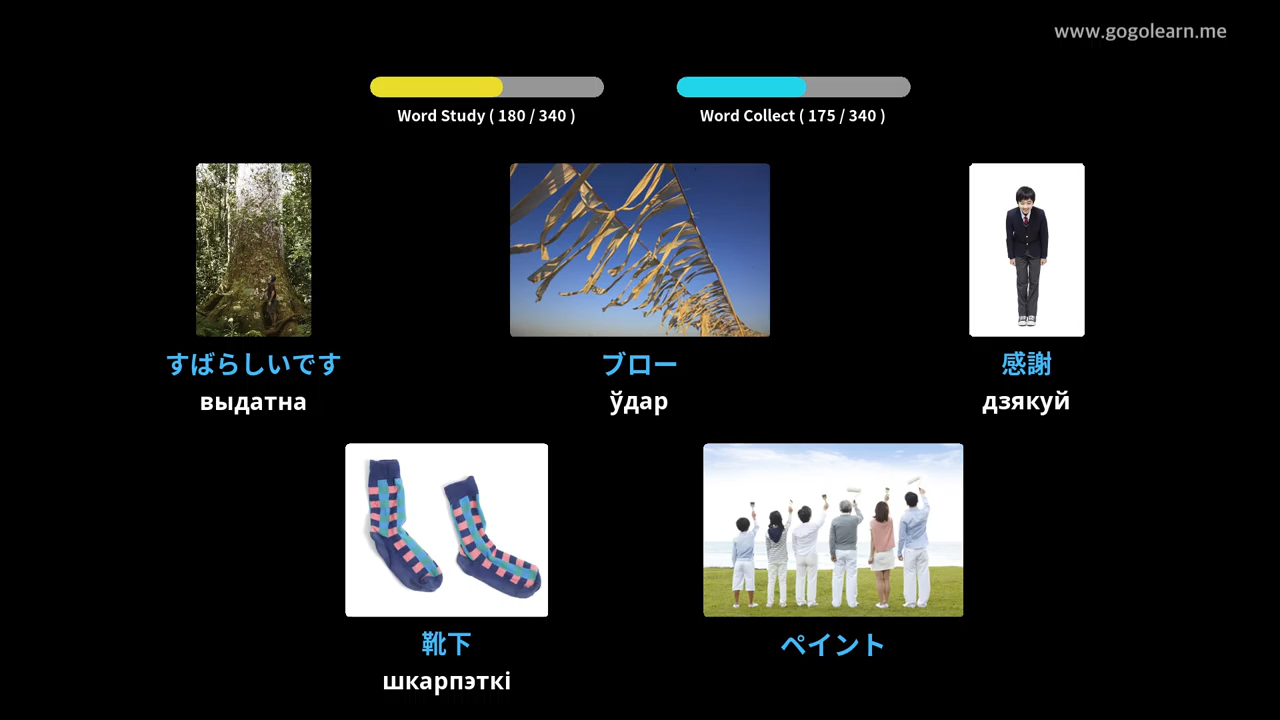 www.gogolearn.me
Word Study ( 180 / 340 )
Word Collect ( 175 / 340 )
すばらしいです
выдатна
ブロー
ўдар
感謝
дзякуй
靴下
шкарпэткі
ペイント